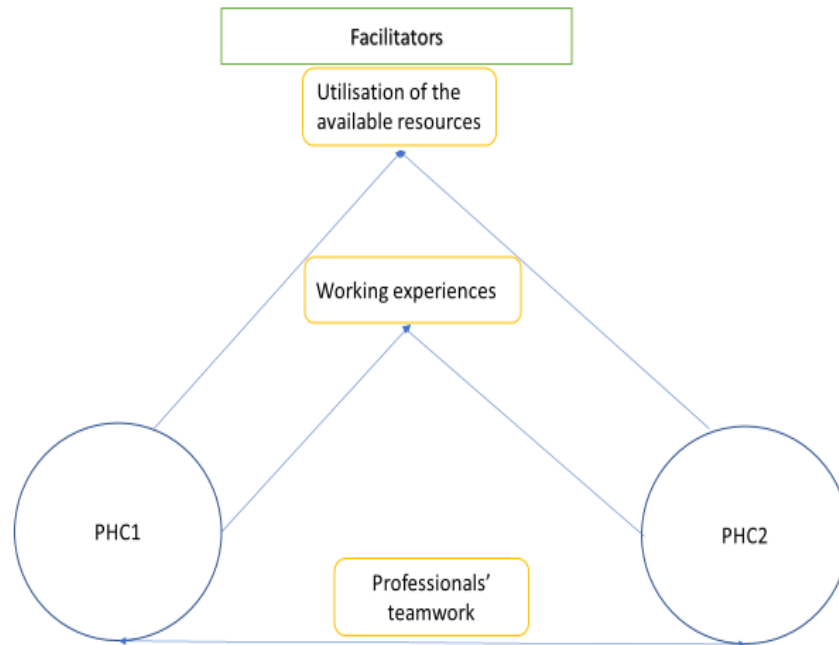 Facilitators
Utilisation of the
available resources
Working experiences
PHC1
PHC2
Professionals’
teamwork